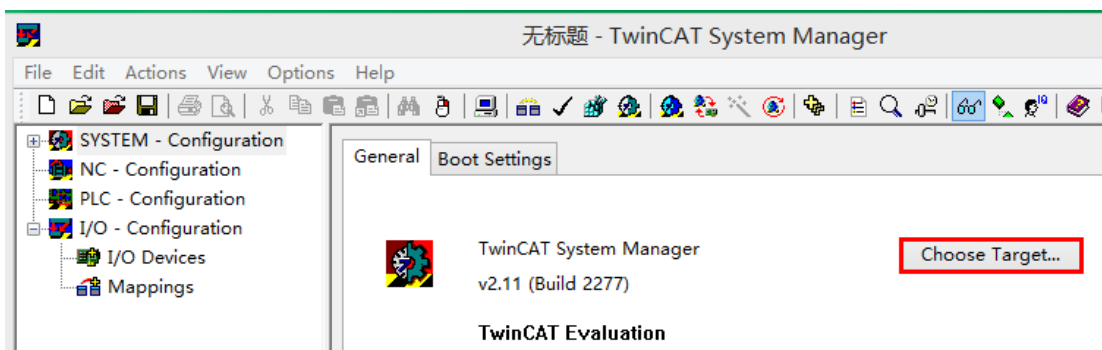 无标题 - TwinCAT System Manager
File Edit Actions View Options Help
SYSTEM - Configuration
NC - Configuration
PLC - Configuration
I/O - Configuration
I/O Devices
Mappings
General Boot Settings
TwinCAT System Manager
v2.11 (Build 2277)
Choose Target...
TwinCAT Evaluation